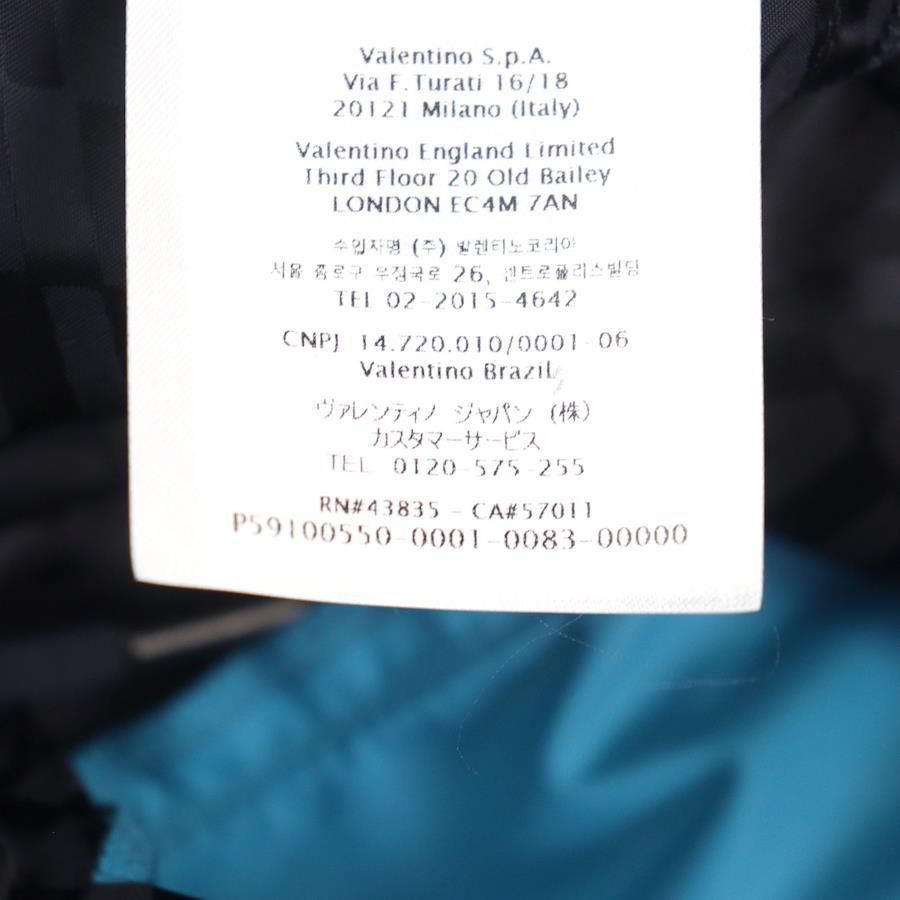 Valentino S.p.A.
Via F. Turati 16/18
20121 Milano (Italy)
Valentino England Limited
Third Floor 20 Old Bailey
LONDON EC4M 7AN
수입자명 (주) 발렌티노코리아
서울 종로구 우정국로 26, 센트로폴리스빌딩
TEL 02-2015-4642
CNPJ 14.720.010/0001-06
Valentino Brazil
ヴァレンティノ ジャパン (株)
カスタマーサービス
TEL 0120-575-255
RN#43835 - CA#57011
P59100550-0001-0083-00000